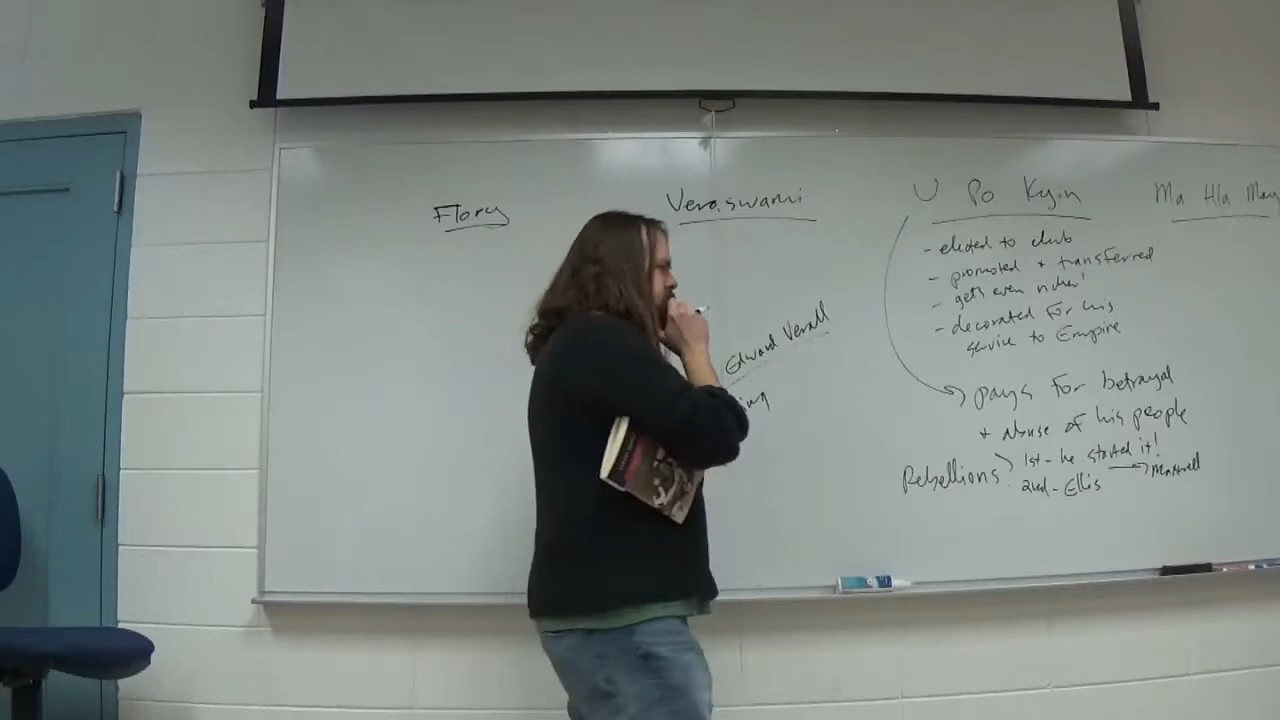 Flory
Veraswami
U Po Kyin
Ma Hla May
- elected to club
- promoted + transferred
- gets even richer!
- decorated for his
service to Empire
Edward Verall
pays for betrayal
+ abuse of his people
Rebellions
1st - he started it!
2nd - Ellis → Maxwell